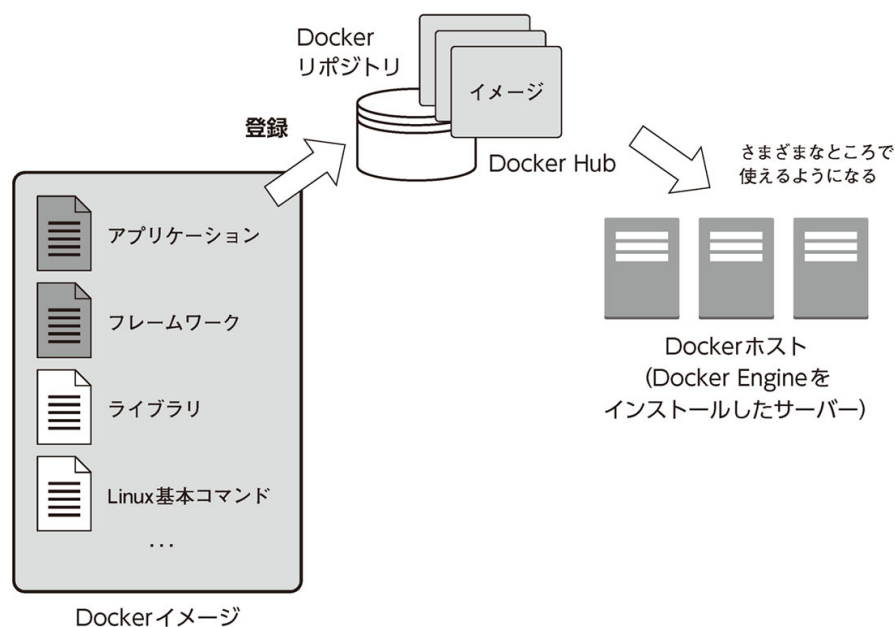 Docker
リポジトリ
イメージ
登録
Docker Hub
さまざまなところで
使えるようになる
アプリケーション
フレームワーク
ライブラリ
Linux基本コマンド
...
Dockerイメージ
Dockerホスト
(Docker Engineを
インストールしたサーバー)